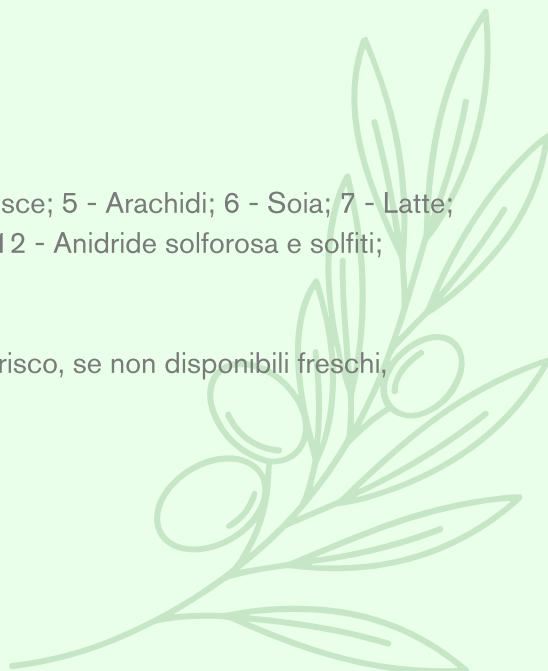 sce; 5 - Arachidi; 6 - Soia; 7 - Latte;
12 - Anidride solforosa e solfiti;
risco, se non disponibili freschi,